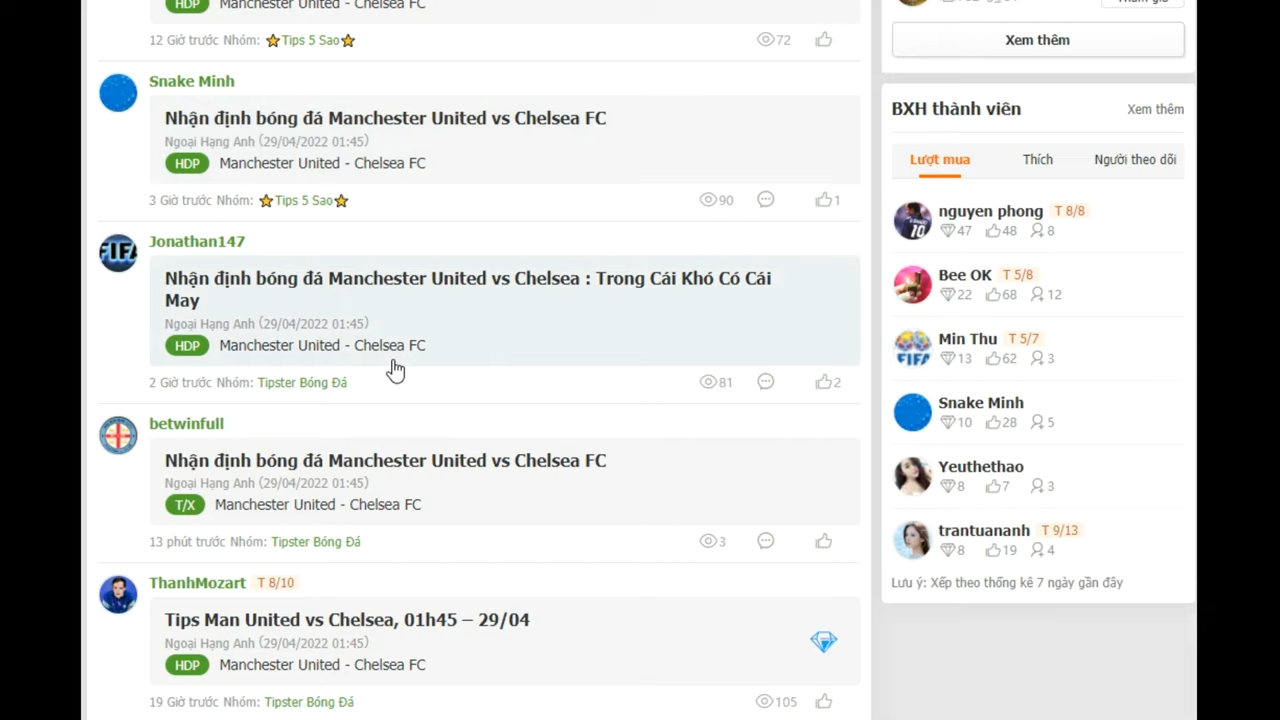 HDP Manchester United - Chelsea FC
12 Giờ trước Nhóm: ⭐Tips 5 Sao⭐ 72
Snake Minh
Nhận định bóng đá Manchester United vs Chelsea FC
Ngoại Hạng Anh (29/04/2022 01:45)
HDP Manchester United - Chelsea FC
3 Giờ trước Nhóm: ⭐Tips 5 Sao⭐ 90 1
Jonathan147
Nhận định bóng đá Manchester United vs Chelsea : Trong Cái Khó Có Cái
May
Ngoại Hạng Anh (29/04/2022 01:45)
HDP Manchester United - Chelsea FC
2 Giờ trước Nhóm: Tipster Bóng Đá 81 2
betwinfull
Nhận định bóng đá Manchester United vs Chelsea FC
Ngoại Hạng Anh (29/04/2022 01:45)
T/X Manchester United - Chelsea FC
13 phút trước Nhóm: Tipster Bóng Đá 3
ThanhMozart T 8/10
Tips Man United vs Chelsea, 01h45 – 29/04
Ngoại Hạng Anh (29/04/2022 01:45)
HDP Manchester United - Chelsea FC
19 Giờ trước Nhóm: Tipster Bóng Đá 105
Tham gia
Xem thêm
BXH thành viên Xem thêm
Lượt mua Thích Người theo dõi
nguyen phong T 8/8
47 48 8
Bee OK T 5/8
22 68 12
Min Thu T 5/7
13 62 3
Snake Minh
10 28 5
Yeuthethao
8 7 3
trantuananh T 9/13
8 19 4
Lưu ý: Xếp theo thống kê 7 ngày gần đây
FIFA
FIFA
10